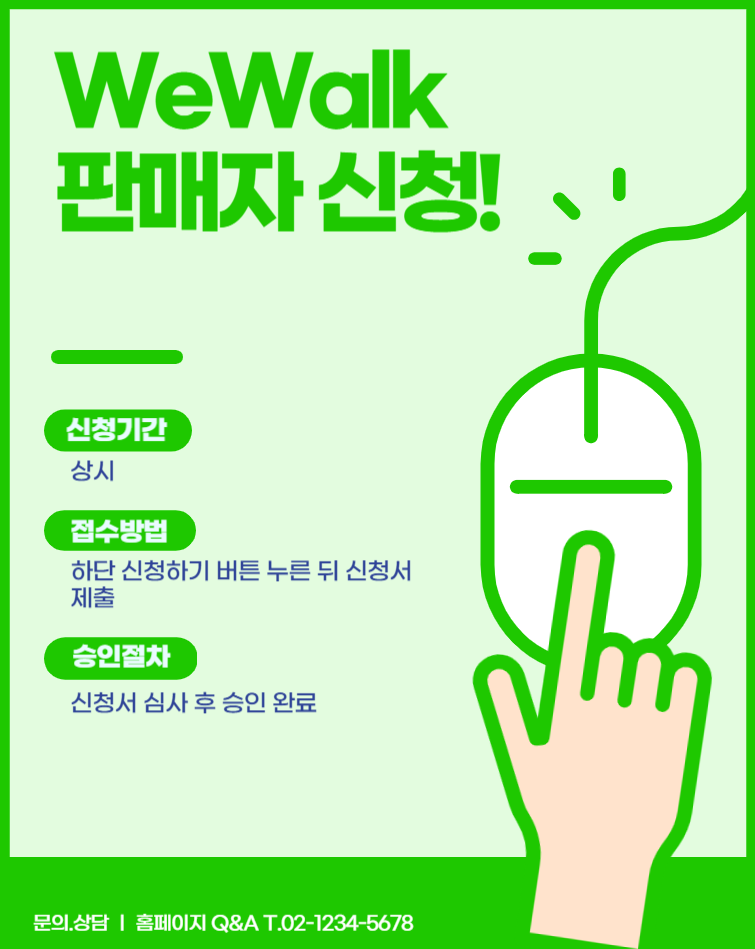 WeWalk
판매자 신청!
신청기간
상시
접수방법
하단 신청하기 버튼 누른 뒤 신청서
제출
승인절차
신청서 심사 후 승인 완료
문의.상담 ㅣ 홈페이지 Q&A T.02-1234-5678